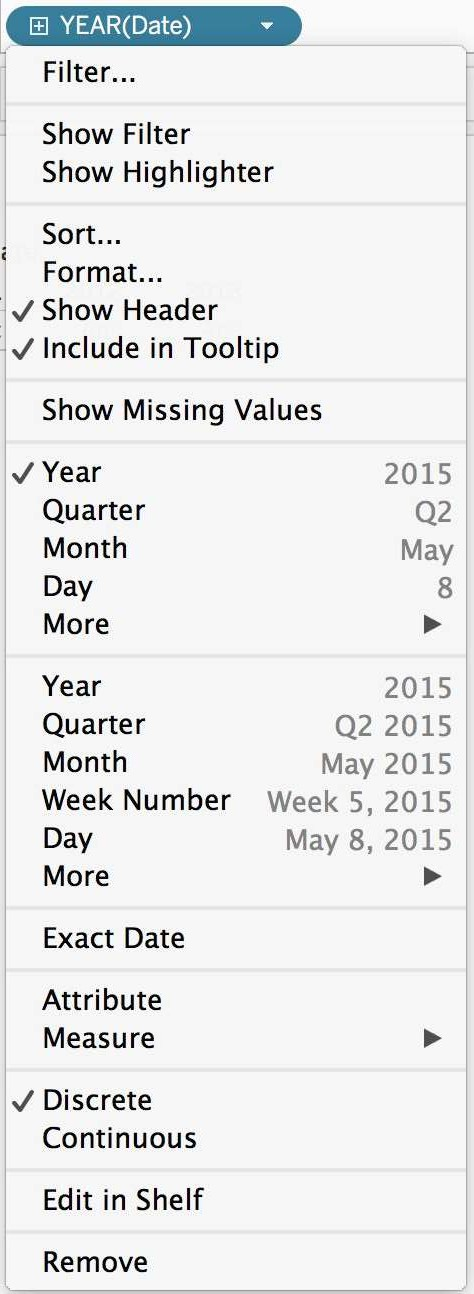 YEAR(Date)
Filter...
Show Filter
Show Highlighter
Sort...
Format...
✓ Show Header
✓ Include in Tooltip
Show Missing Values
✓ Year 2015
Quarter Q2
Month May
Day 8
More ▶
Year 2015
Quarter Q2 2015
Month May 2015
Week Number Week 5, 2015
Day May 8, 2015
More ▶
Exact Date
Attribute
Measure ▶
✓ Discrete
Continuous
Edit in Shelf
Remove